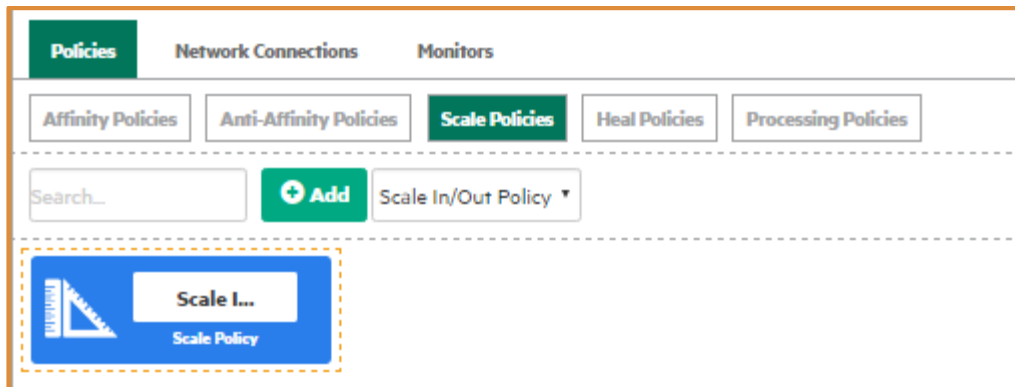 Policies Network Connections Monitors
Affinity Policies Anti-Affinity Policies Scale Policies Heal Policies Processing Policies
Search... Add Scale In/Out Policy
Scale I...
Scale Policy